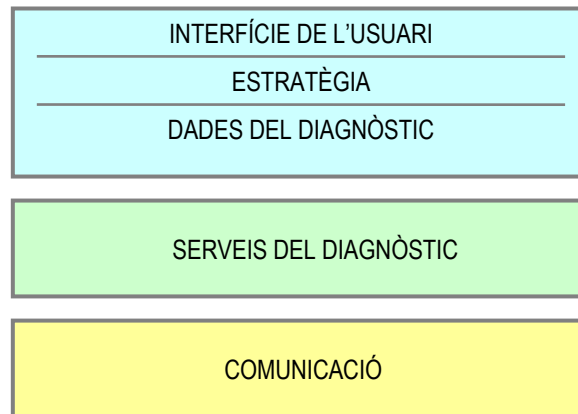 INTERFÍCIE DE L’USUARI
ESTRATÈGIA
DADES DEL DIAGNÒSTIC
SERVEIS DEL DIAGNÒSTIC
COMUNICACIÓ